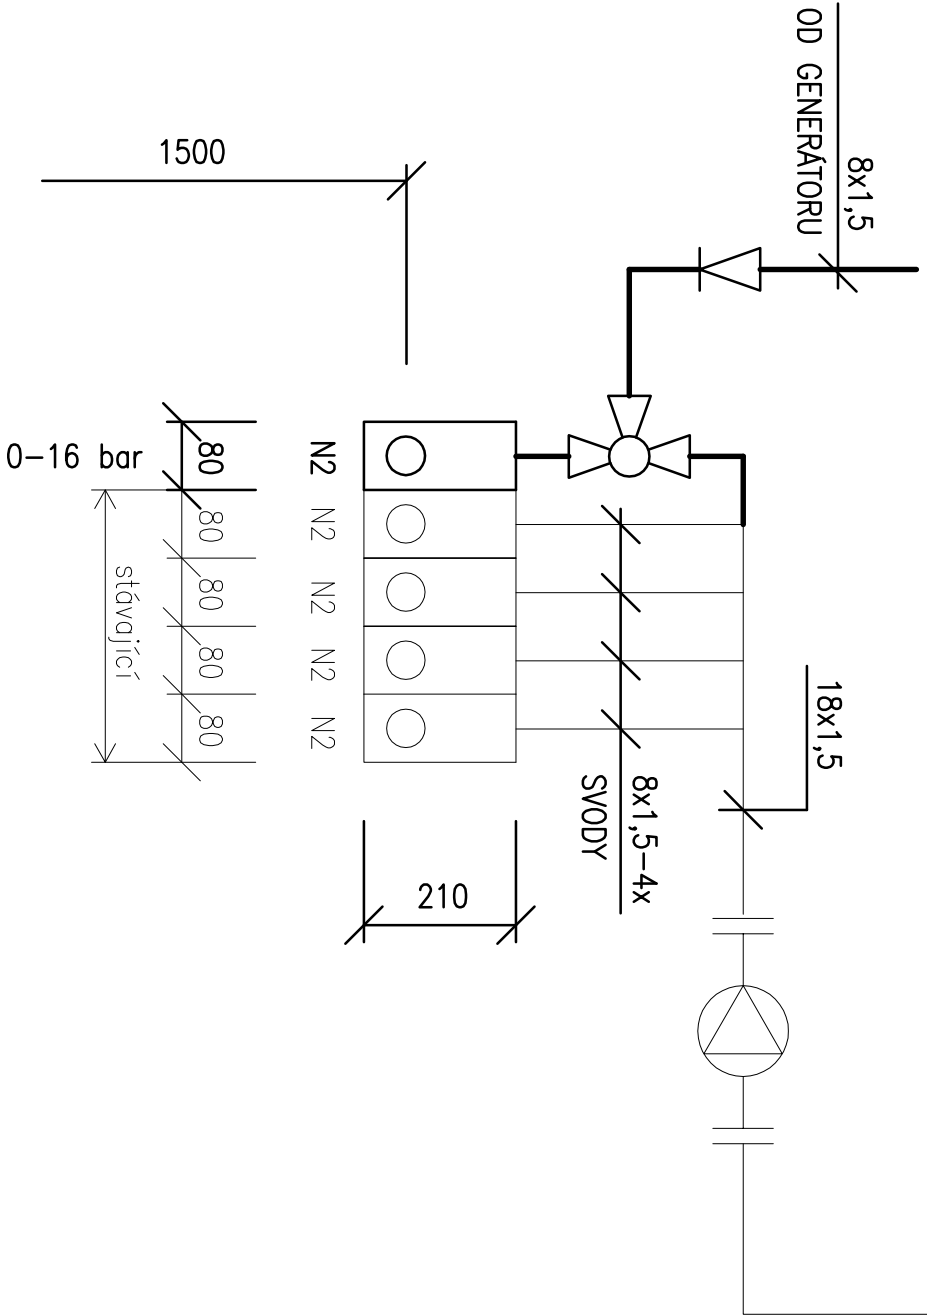 OD GENERÁTORU
8x1,5
1500
0-16 bar
80
80
80
80
80
stávající
N2
N2
N2
N2
N2
18x1,5
8x1,5-4x
SVODY
210